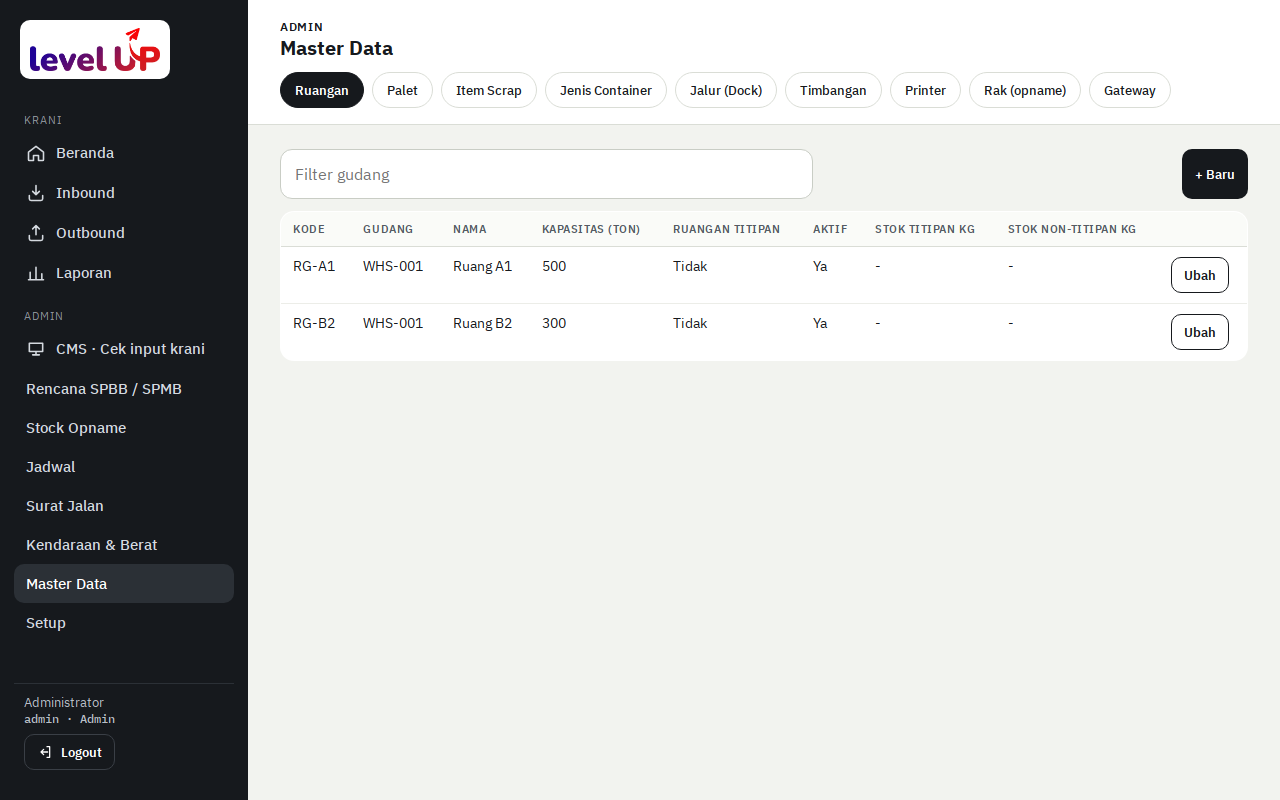 level UP
KRANI
Beranda
Inbound
Outbound
Laporan
ADMIN
CMS · Cek input krani
Rencana SPBB / SPMB
Stock Opname
Jadwal
Surat Jalan
Kendaraan & Berat
Master Data
Setup
Administrator
admin · Admin
Logout
ADMIN
Master Data
Ruangan Palet Item Scrap Jenis Container Jalur (Dock) Timbangan Printer Rak (opname) Gateway
Filter gudang + Baru
KODE GUDANG NAMA KAPASITAS (TON) RUANGAN TITIPAN AKTIF STOK TITIPAN KG STOK NON-TITIPAN KG
RG-A1 WHS-001 Ruang A1 500 Tidak Ya - - Ubah
RG-B2 WHS-001 Ruang B2 300 Tidak Ya - - Ubah